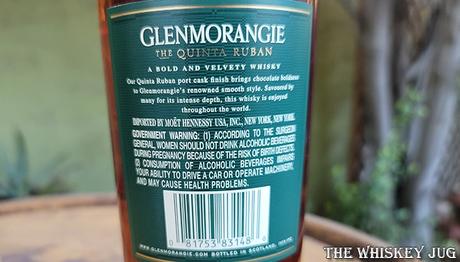 GLENMORANGIE
THE QUINTA RUBAN
A BOLD AND VELVETY WHISKY
Our Quinta Ruban port cask finish brings chocolate boldness
to Glenmorangie's renowned smooth style. Savoured by
many for its intense depth, this whisky is enjoyed
throughout the world.
IMPORTED BY MOËT HENNESSY USA, INC., NEW YORK, NEW YORK.
GOVERNMENT WARNING: (1) ACCORDING TO THE SURGEON
GENERAL, WOMEN SHOULD NOT DRINK ALCOHOLIC BEVERAGES
DURING PREGNANCY BECAUSE OF THE RISK OF BIRTH DEFECTS.
(2) CONSUMPTION OF ALCOHOLIC BEVERAGES IMPAIRS
YOUR ABILITY TO DRIVE A CAR OR OPERATE MACHINERY,
AND MAY CAUSE HEALTH PROBLEMS.
0 81753 83148
WWW.GLENMORANGIE.COM BOTTLED IN SCOTLAND,
THE WHISKEY JUG